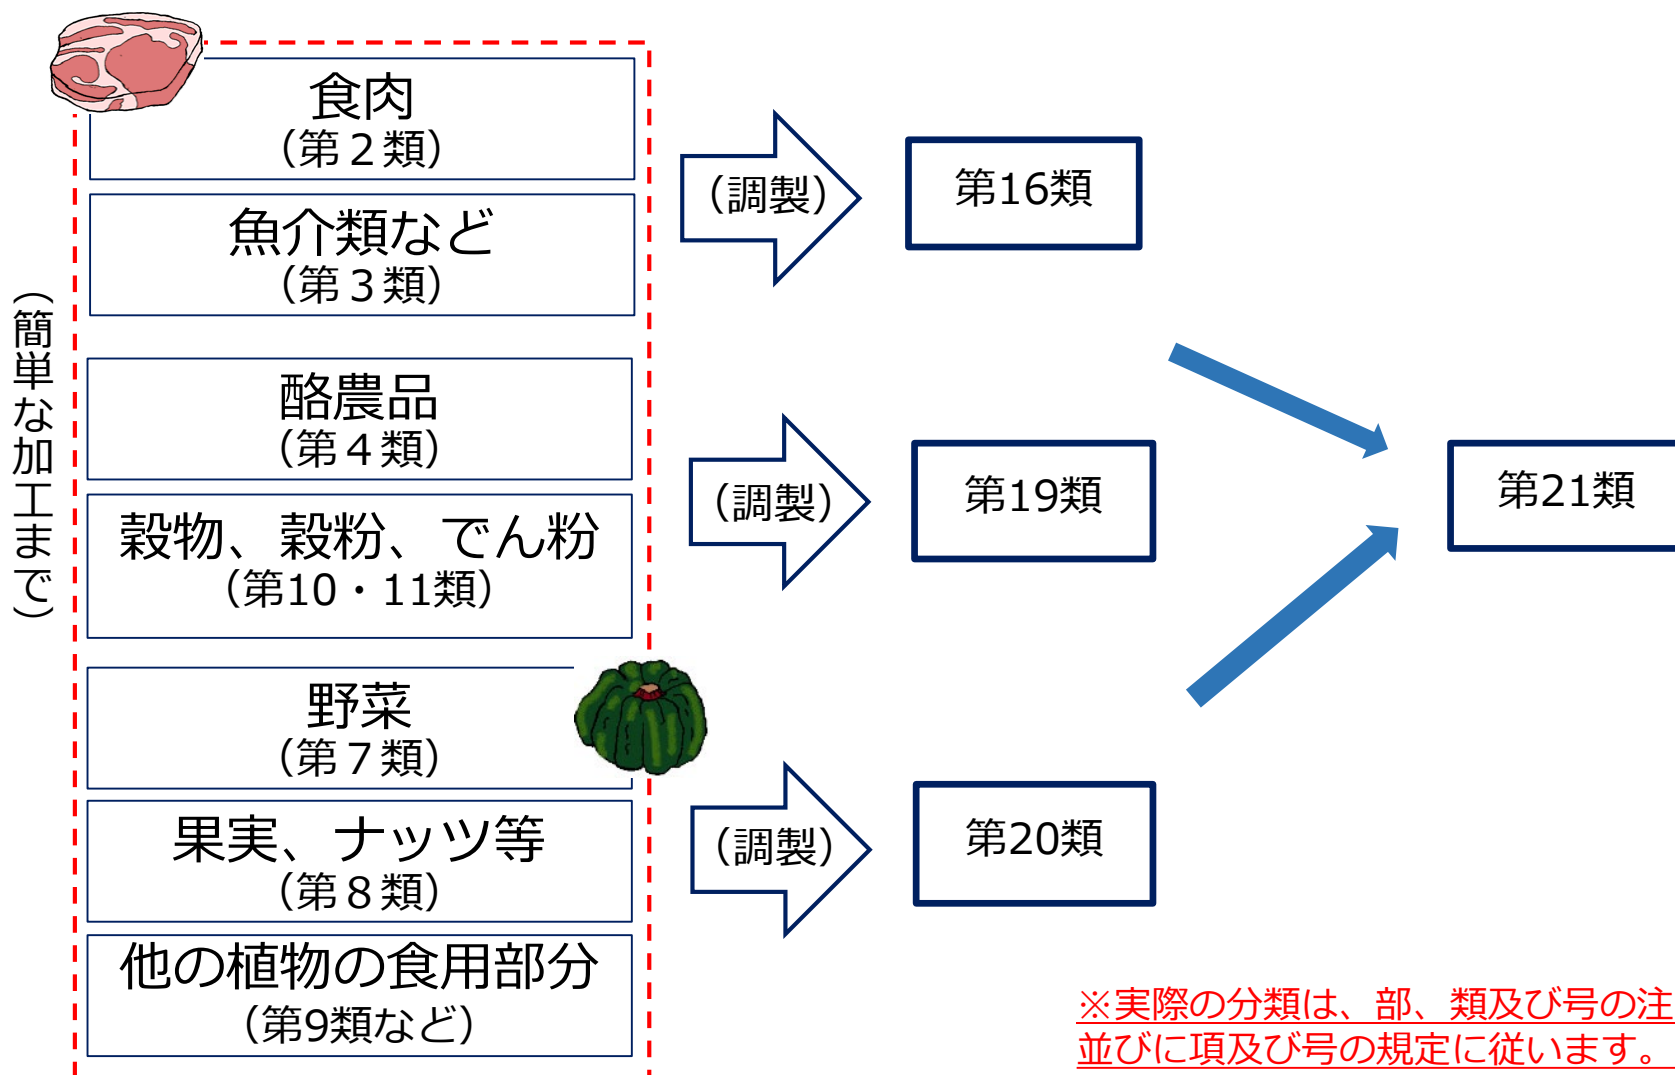 (簡単な加工まで)
食肉
(第２類)
魚介類など
(第３類)
(調製)
第16類
酪農品
(第４類)
穀物、穀粉、でん粉
(第10・11類)
(調製)
第19類
第21類
野菜
(第７類)
果実、ナッツ等
(第８類)
他の植物の食用部分
(第9類など)
(調製)
第20類
※実際の分類は、部、類及び号の注
並びに項及び号の規定に従います。